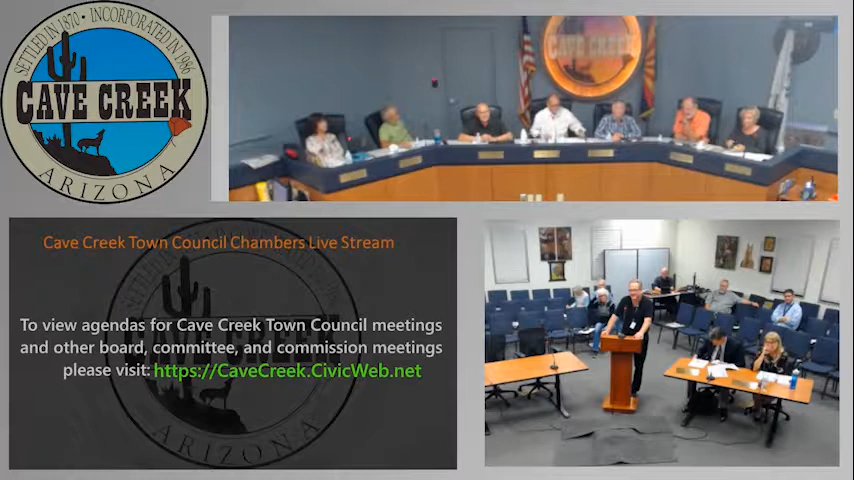 SETTLED IN 1870 • INCORPORATED IN 1986
CAVE CREEK
ARIZONA
CAVE CREEK
Cave Creek Town Council Chambers Live Stream
To view agendas for Cave Creek Town Council meetings
and other board, committee, and commission meetings
please visit: https://CaveCreek.CivicWeb.net
ARIZONA